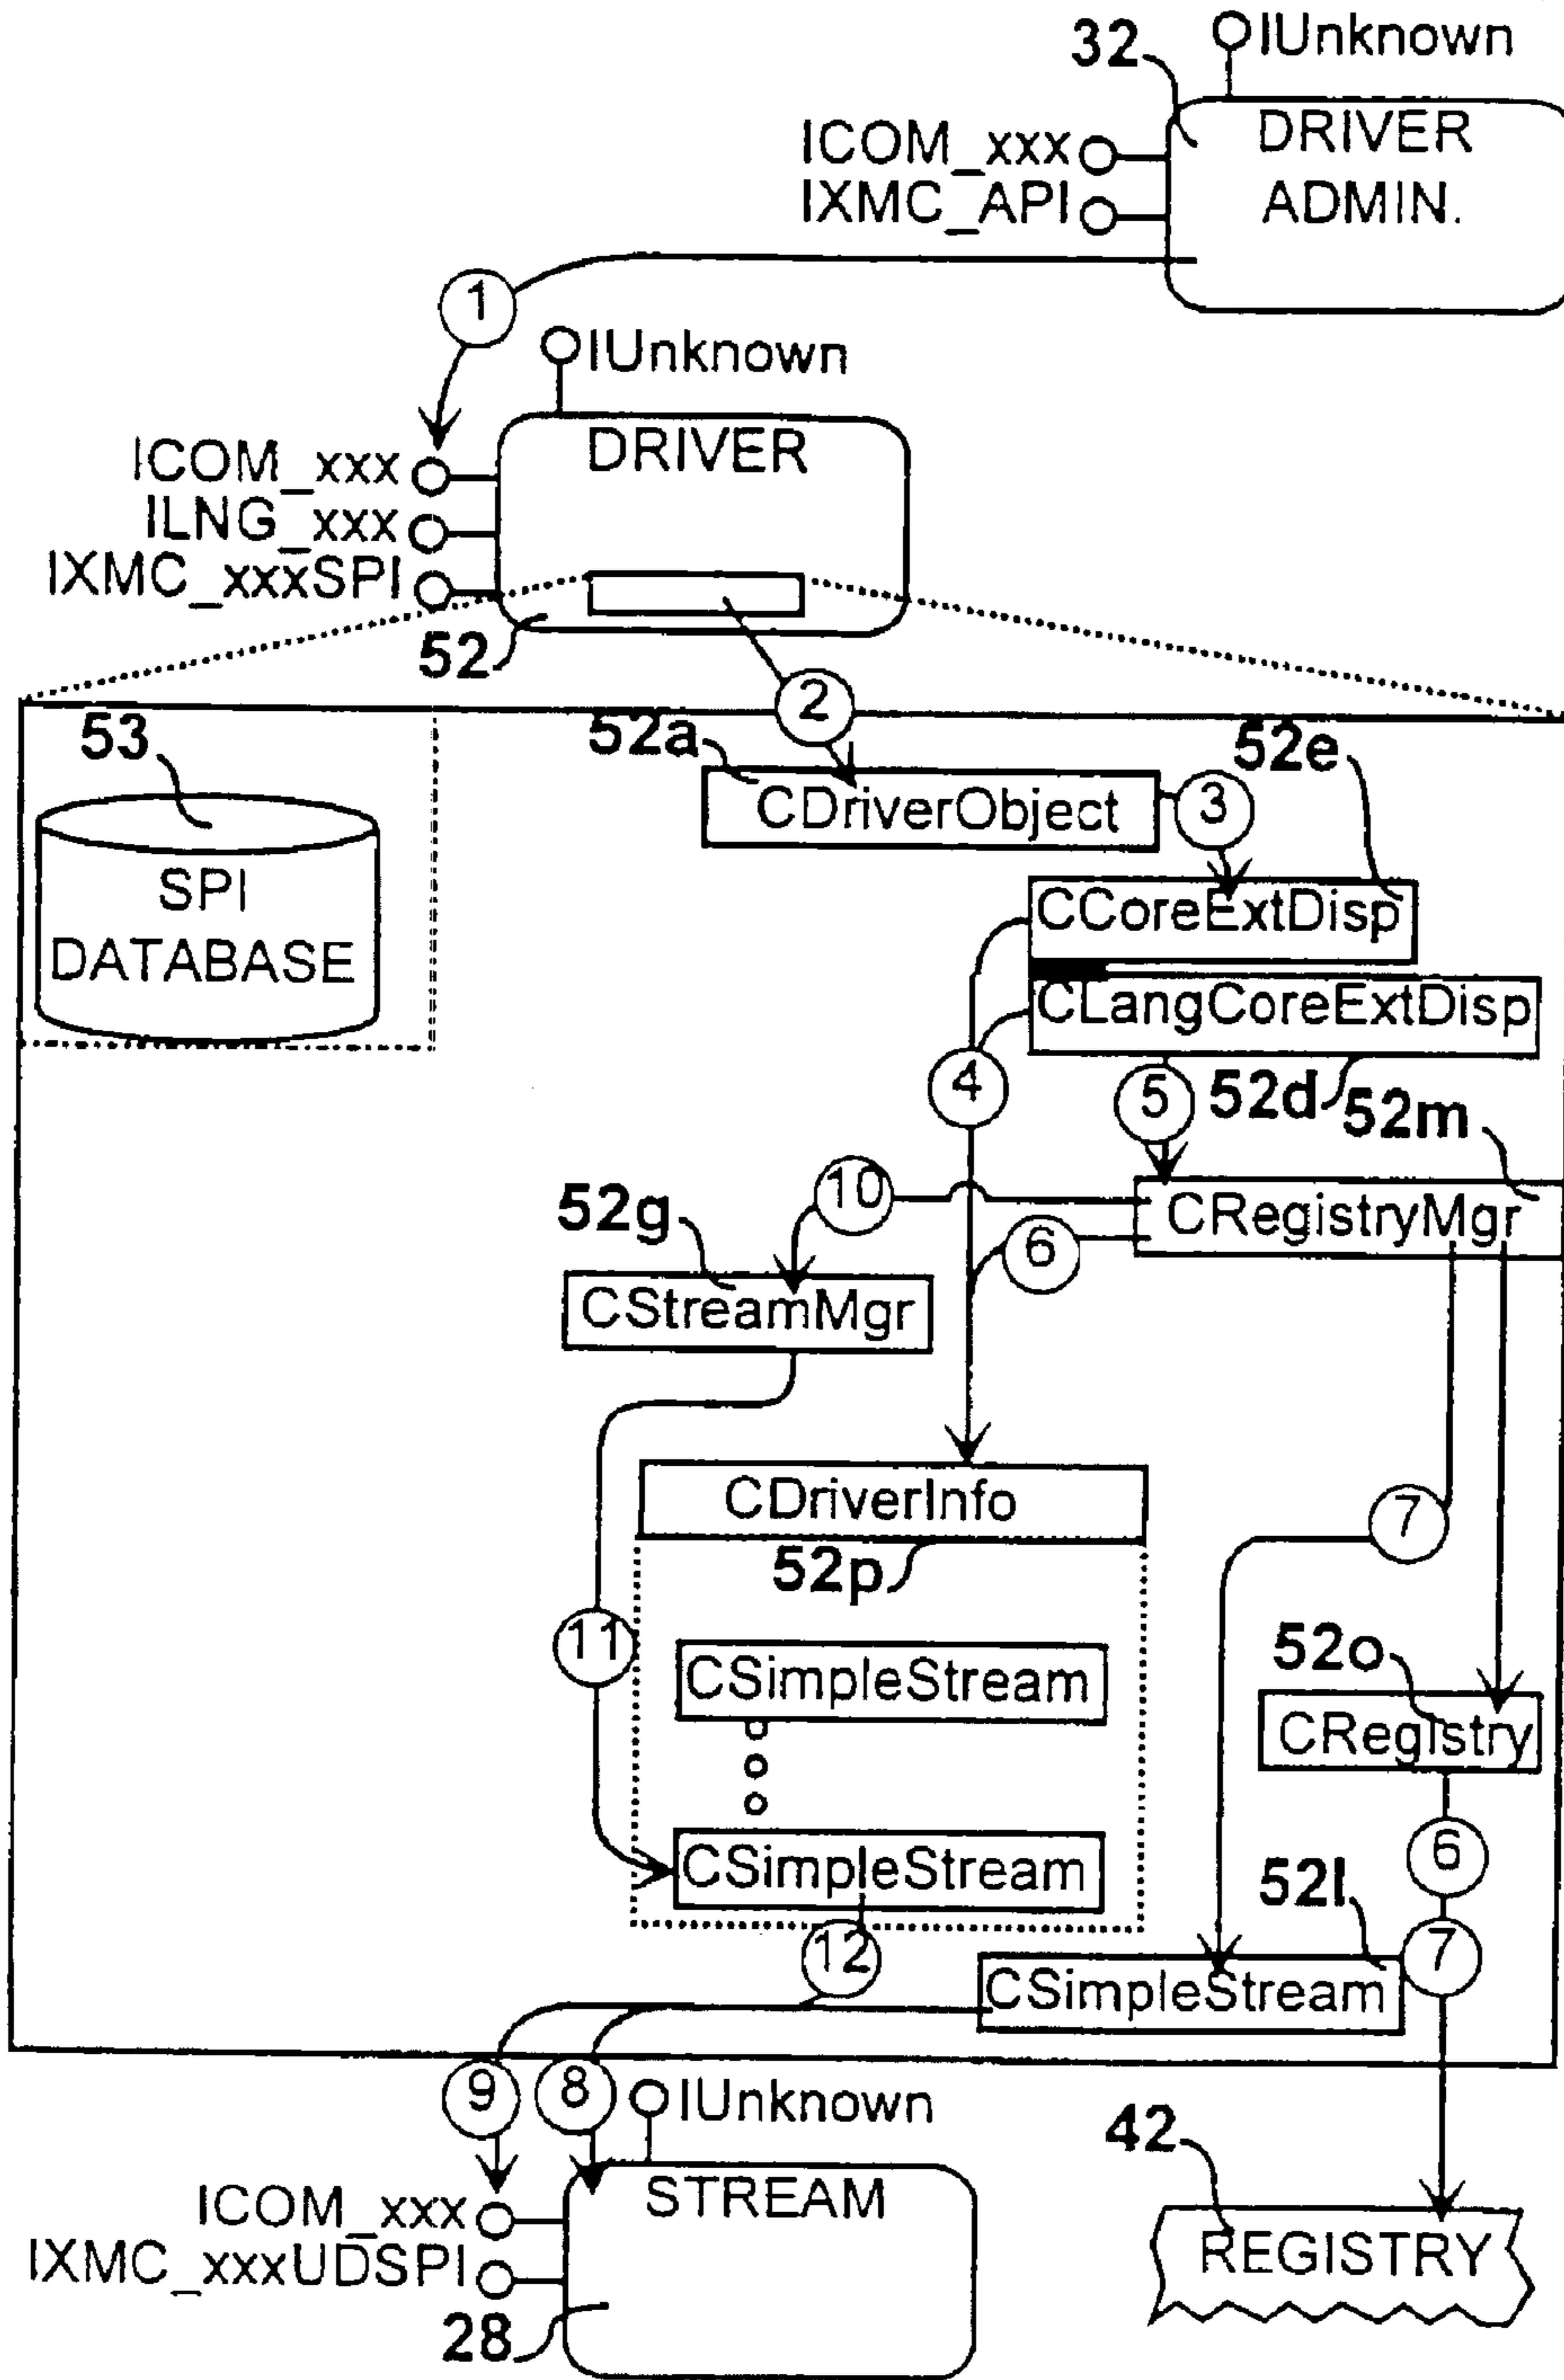 32
IUnknown
DRIVER
ADMIN.
ICOM_xxx
IXMC_API
1
IUnknown
DRIVER
ICOM_xxx
ILNG_xxx
IXMC_xxxSPI
52
2
53
52a
52e
CDriverObject
3
SPI
DATABASE
CCoreExtDisp
CLangCoreExtDisp
4
5
52d
52m
10
52g
CRegistryMgr
6
CStreamMgr
CDriverInfo
7
52p
11
CSimpleStream
52o
CRegistry
6
CSimpleStream
52l
12
7
CSimpleStream
9
8
IUnknown
42
STREAM
ICOM_xxx
IXMC_xxxUDSPI
REGISTRY
28